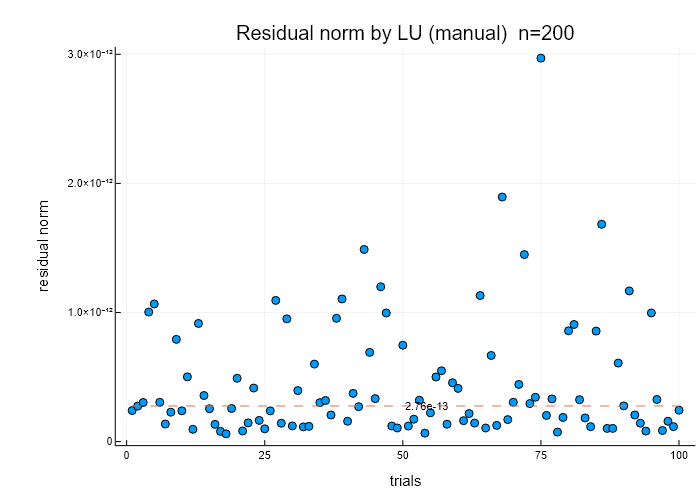 Residual norm by LU (manual) n=200
3.0×10⁻¹²
2.0×10⁻¹²
1.0×10⁻¹²
0
residual norm
2.76e-13
0 25 50 75 100
trials